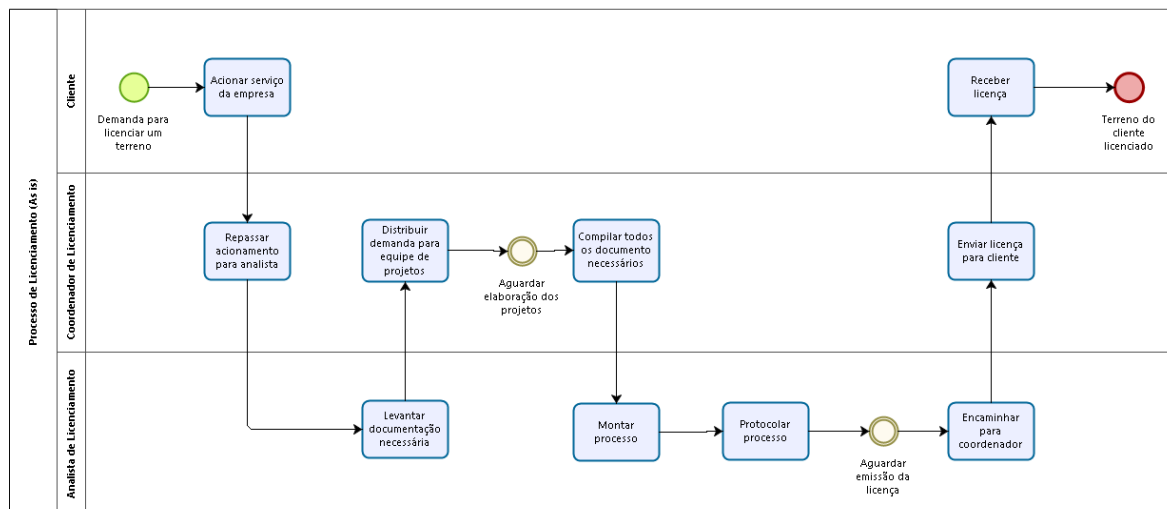 Processo de Licenciamento (As is)
Cliente
Demanda para
licenciar um
terreno
Acionar serviço
da empresa
Receber
licença
Terreno do
cliente
licenciado
Coordenador de Licenciamento
Repassar
acionamento
para analista
Distribuir
demanda para
equipe de
projetos
Aguardar
elaboração dos
projetos
Compilar todos
os documento
necessários
Enviar licença
para cliente
Analista de Licenciamento
Levantar
documentação
necessária
Montar
processo
Protocolar
processo
Aguardar
emissão da
licença
Encaminhar
para
coordenador